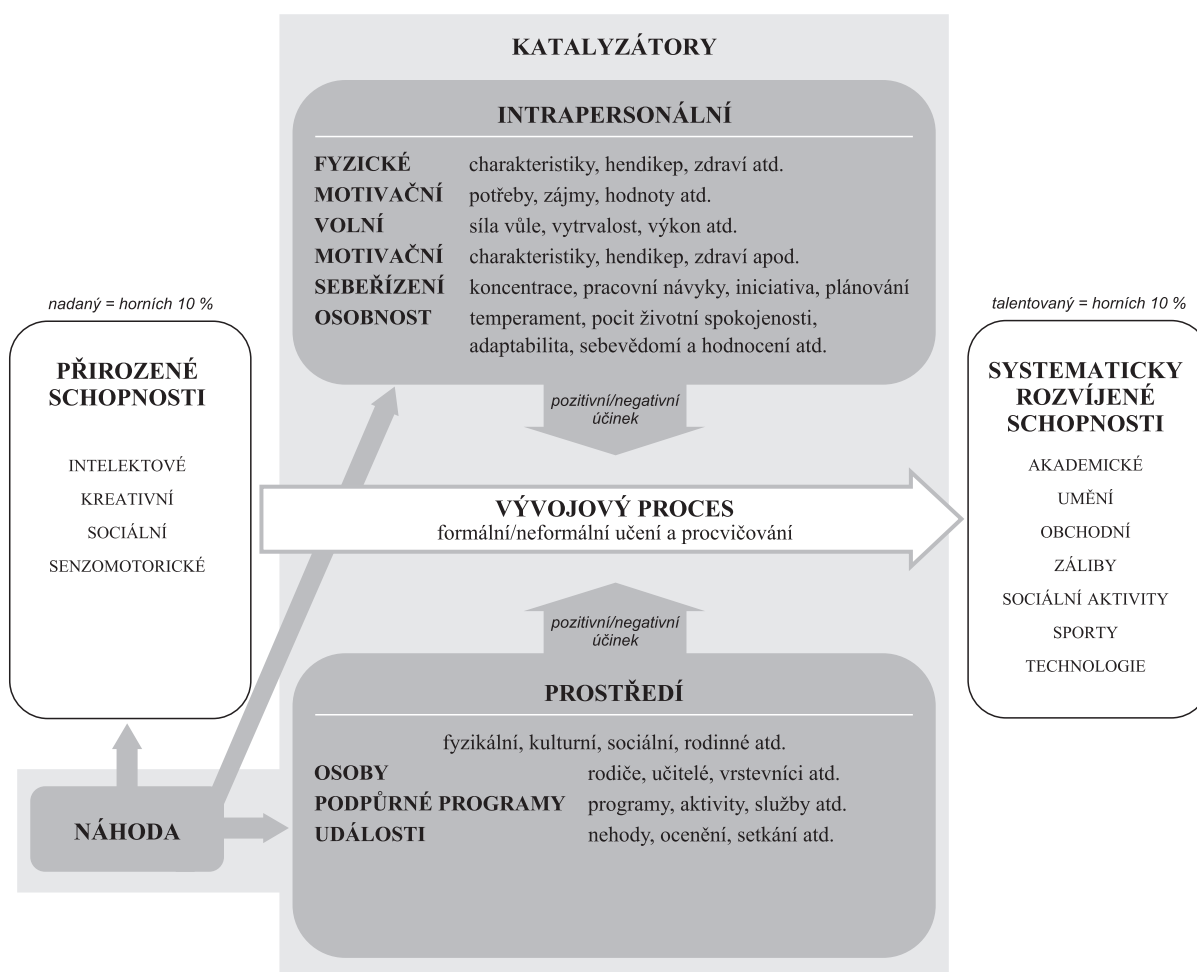 KATALYZÁTORY
INTRAPERSONÁLNÍ
FYZICKÉ charakteristiky, hendikep, zdraví atd.
MOTIVAČNÍ potřeby, zájmy, hodnoty atd.
VOLNÍ síla vůle, vytrvalost, výkon atd.
MOTIVAČNÍ charakteristiky, hendikep, zdraví apod.
SEBEŘÍZENÍ koncentrace, pracovní návyky, iniciativa, plánování
OSOBNOST temperament, pocit životní spokojenosti,
adaptabilita, sebevědomí a hodnocení atd.
pozitivní/negativní
účinek
nadaný = horních 10 %
PŘIROZENÉ
SCHOPNOSTI
INTELEKTOVÉ
KREATIVNÍ
SOCIÁLNÍ
SENZOMOTORICKÉ
VÝVOJOVÝ PROCES
formální/neformální učení a procvičování
talentovaný = horních 10 %
SYSTEMATICKY
ROZVÍJENÉ
SCHOPNOSTI
AKADEMICKÉ
UMĚNÍ
OBCHODNÍ
ZÁLIBY
SOCIÁLNÍ AKTIVITY
SPORTY
TECHNOLOGIE
pozitivní/negativní
účinek
PROSTŘEDÍ
fyzikální, kulturní, sociální, rodinné atd.
OSOBY rodiče, učitelé, vrstevníci atd.
PODPŮRNÉ PROGRAMY programy, aktivity, služby atd.
UDÁLOSTI nehody, ocenění, setkání atd.
NÁHODA